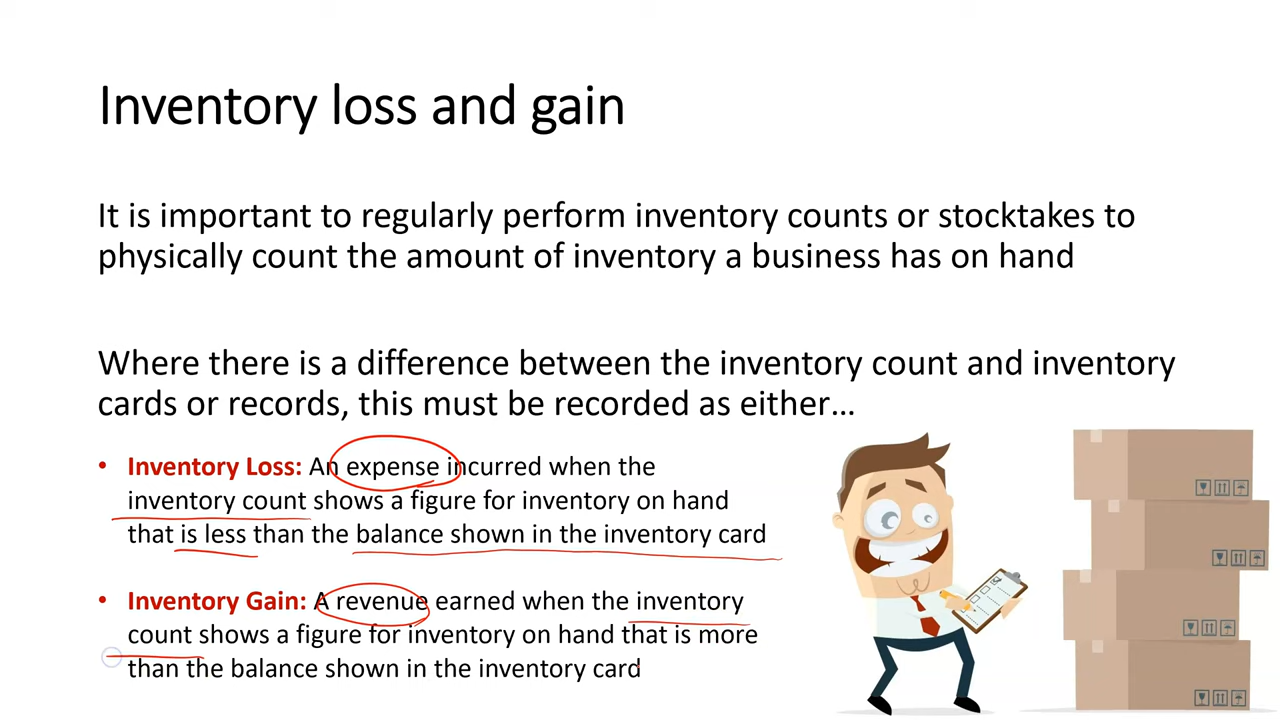 Inventory loss and gain
It is important to regularly perform inventory counts or stocktakes to
physically count the amount of inventory a business has on hand
Where there is a difference between the inventory count and inventory
cards or records, this must be recorded as either…
• Inventory Loss: An expense incurred when the
inventory count shows a figure for inventory on hand
that is less than the balance shown in the inventory card
• Inventory Gain: A revenue earned when the inventory
count shows a figure for inventory on hand that is more
than the balance shown in the inventory card